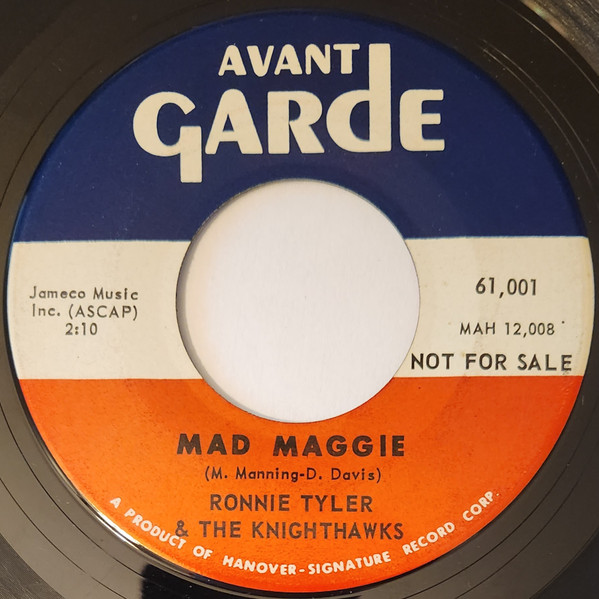 AVANT
GARdE
Jameco Music
Inc. (ASCAP)
2:10
61,001
MAH 12,008
NOT FOR SALE
MAD MAGGIE
(M. Manning-D. Davis)
RONNIE TYLER
& THE KNIGHTHAWKS
A PRODUCT OF HANOVER-SIGNATURE RECORD CORP.